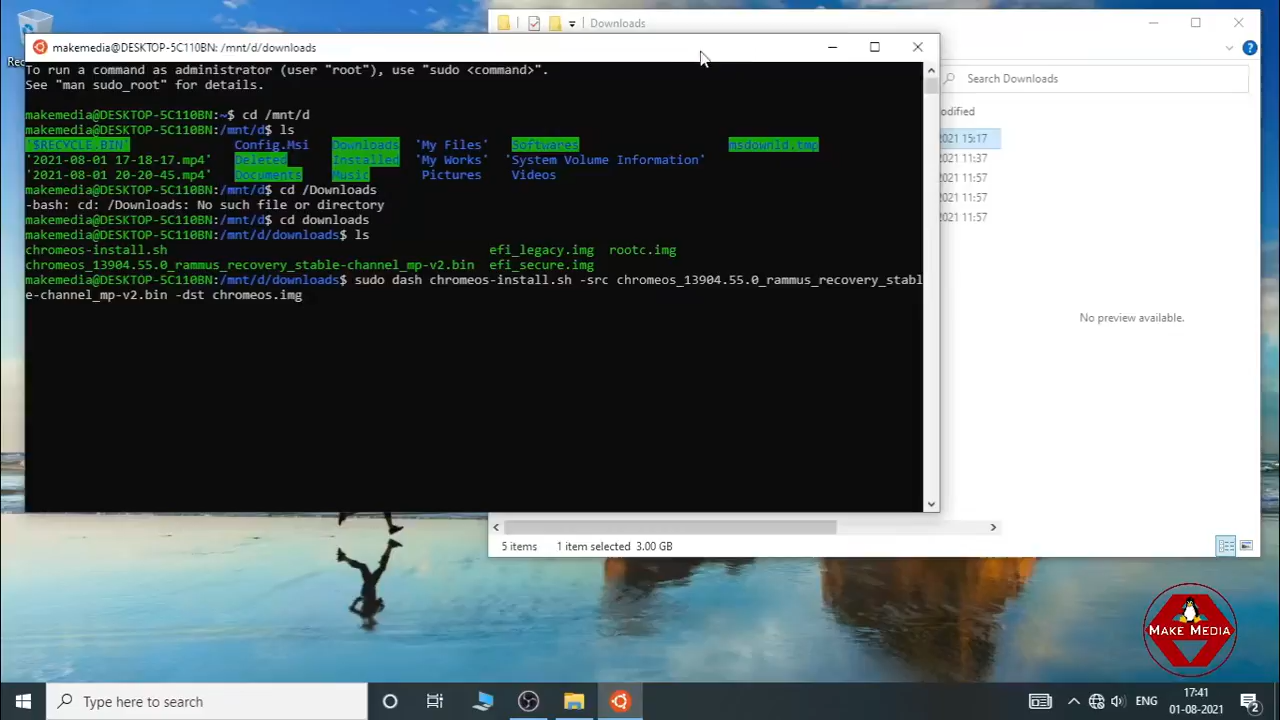 Downloads
makemedia@DESKTOP-5C110BN: /mnt/d/downloads
To run a command as administrator (user "root"), use "sudo <command>".
See "man sudo_root" for details.
makemedia@DESKTOP-5C110BN:~$ cd /mnt/d
makemedia@DESKTOP-5C110BN:/mnt/d$ ls
'$RECYCLE.BIN' Config.Msi Downloads 'My Files' Softwares msdownld.tmp
'2021-08-01 17-18-17.mp4' Deleted Installed 'My Works' 'System Volume Information'
'2021-08-01 20-20-45.mp4' Documents Music Pictures Videos
makemedia@DESKTOP-5C110BN:/mnt/d$ cd /Downloads
-bash: cd: /Downloads: No such file or directory
makemedia@DESKTOP-5C110BN:/mnt/d$ cd downloads
makemedia@DESKTOP-5C110BN:/mnt/d/downloads$ ls
chromeos-install.sh efi_legacy.img rootc.img
chromeos_13904.55.0_rammus_recovery_stable-channel_mp-v2.bin efi_secure.img
makemedia@DESKTOP-5C110BN:/mnt/d/downloads$ sudo dash chromeos-install.sh -src chromeos_13904.55.0_rammus_recovery_stabl
e-channel_mp-v2.bin -dst chromeos.img
Search Downloads
odified
2021 15:17
2021 11:37
2021 11:57
2021 11:57
2021 11:57
No preview available.
5 items 1 item selected 3.00 GB
MAKE MEDIA
Type here to search
ENG
17:41
01-08-2021
2